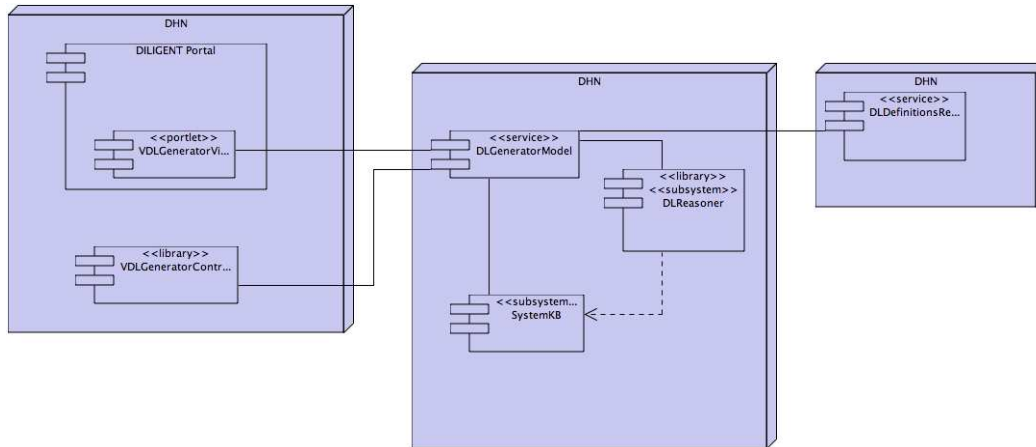 DHN
DILIGENT Portal
<<portlet>>
VDLGeneratorVi...
<<library>>
VDLGeneratorContr...
DHN
<<service>>
DLGeneratorModel
<<library>>
<<subsystem>>
DLReasoner
<<subsystem...
SystemKB
DHN
<<service>>
DLDefinitionsRe...